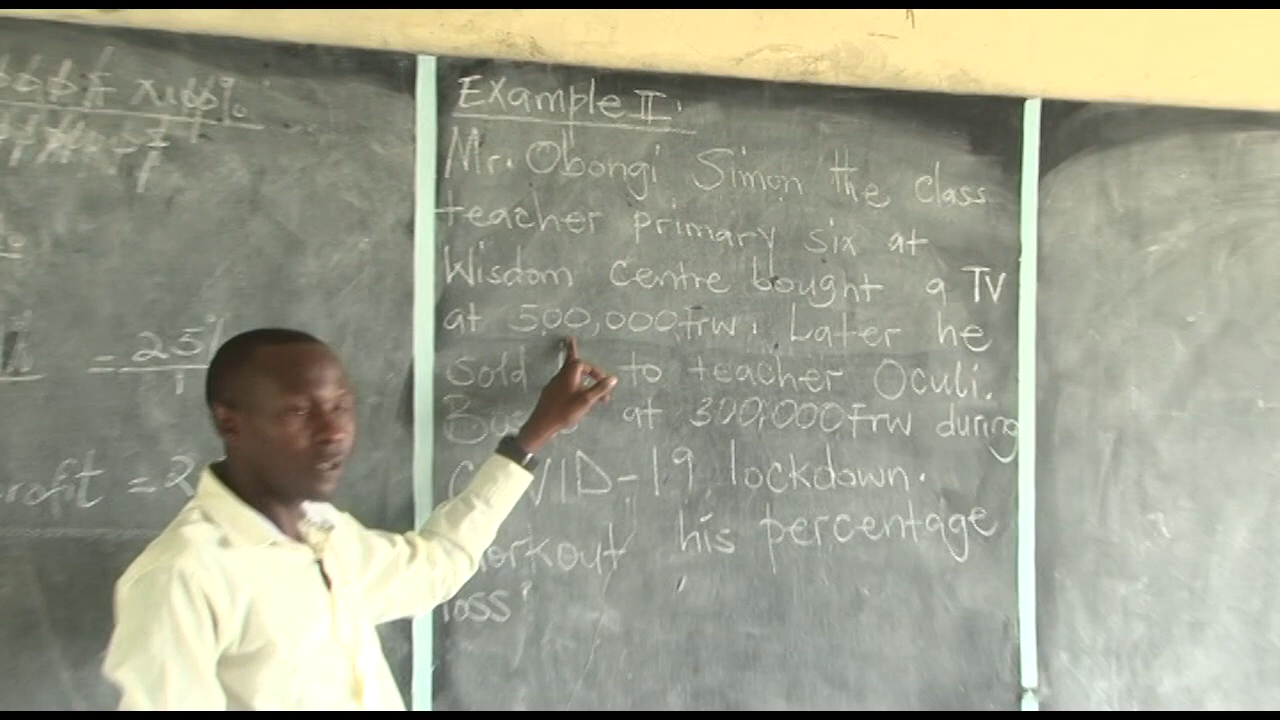 x100%
= 25%
1
rofit = 2
Example II:
Mr. Obongi Simon the class
teacher primary six at
Wisdom Centre bought a TV
at 500,000frw. Later he
sold to teacher Oculi.
at 300,000Frw during
COVID-19 lockdown.
workout his percentage
loss?